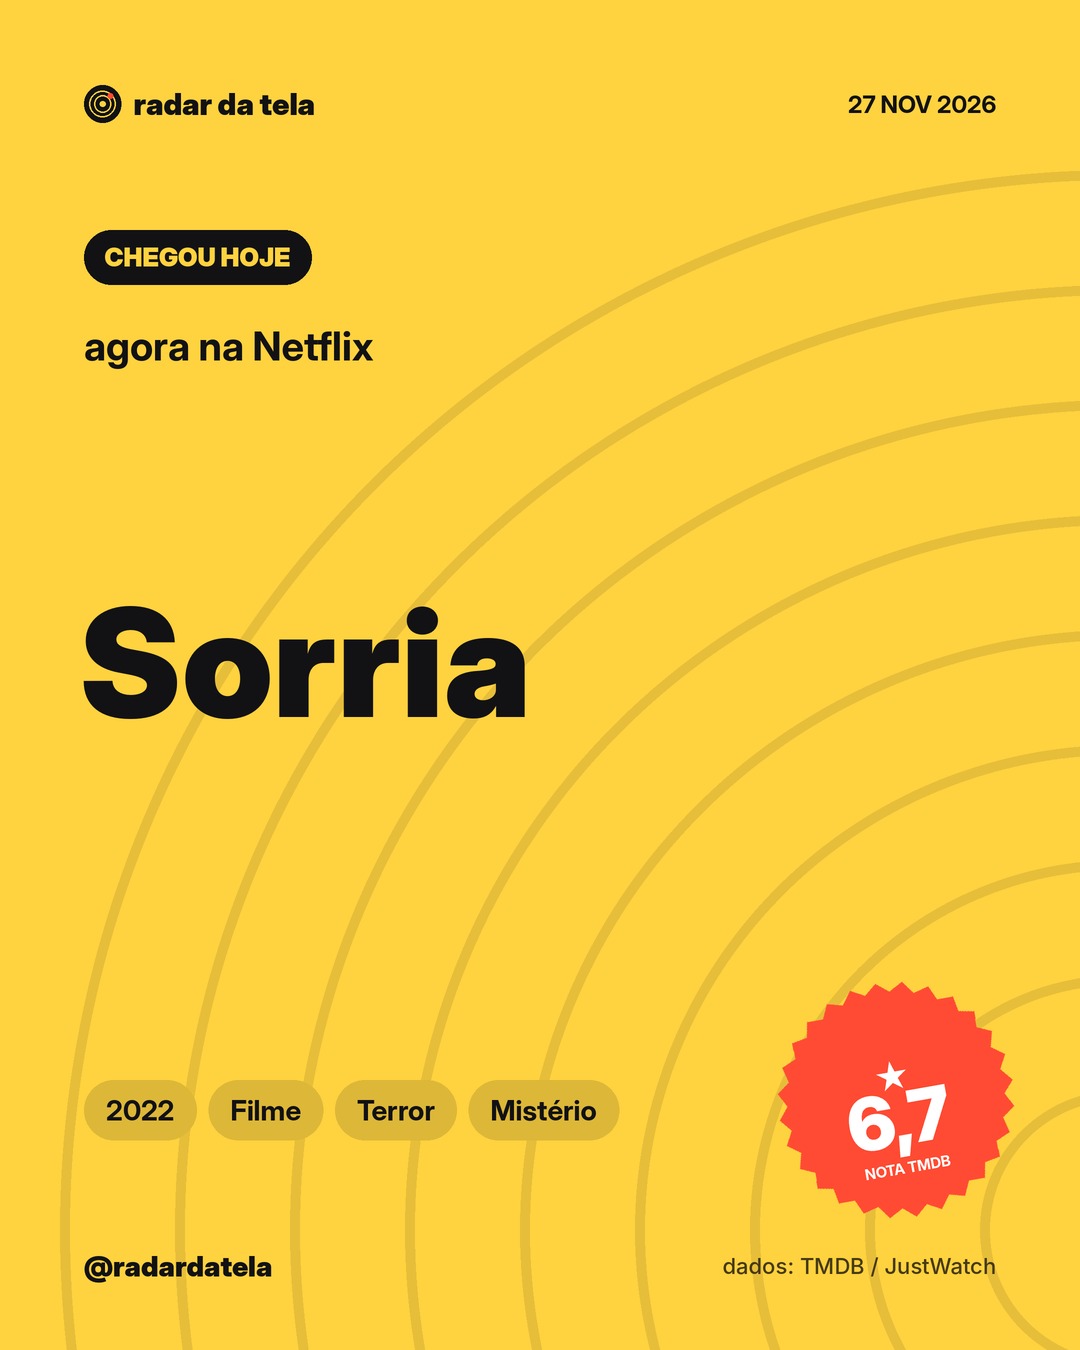 radar da tela
27 NOV 2026
CHEGOU HOJE
agora na Netflix
Sorria
2022
Filme
Terror
Mistério
6,7
NOTA TMDB
@radardatela
dados: TMDB / JustWatch